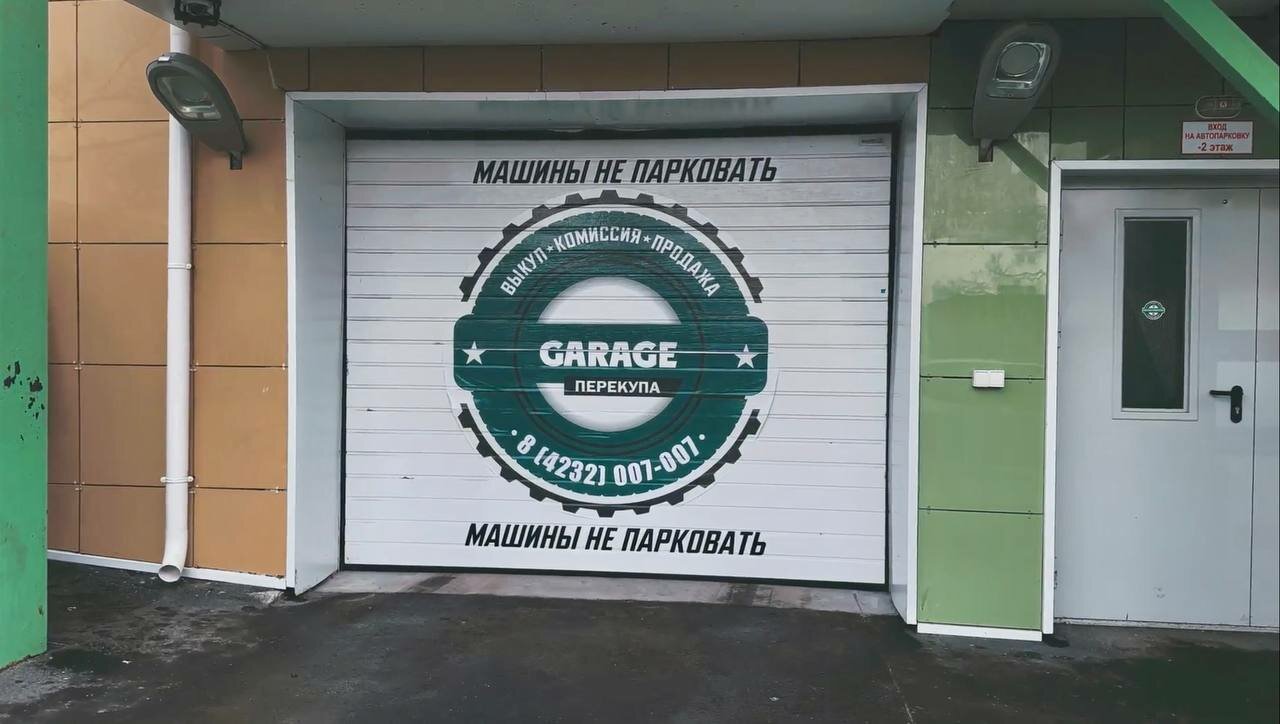 МАШИНЫ НЕ ПАРКОВАТЬ
ВЫКУП★КОМИССИЯ★ПРОДАЖА
GARAGE
ПЕРЕКУПА
8 (4232) 007-007
МАШИНЫ НЕ ПАРКОВАТЬ
ВХОД
НА АВТОПАРКОВКУ
-2 этаж